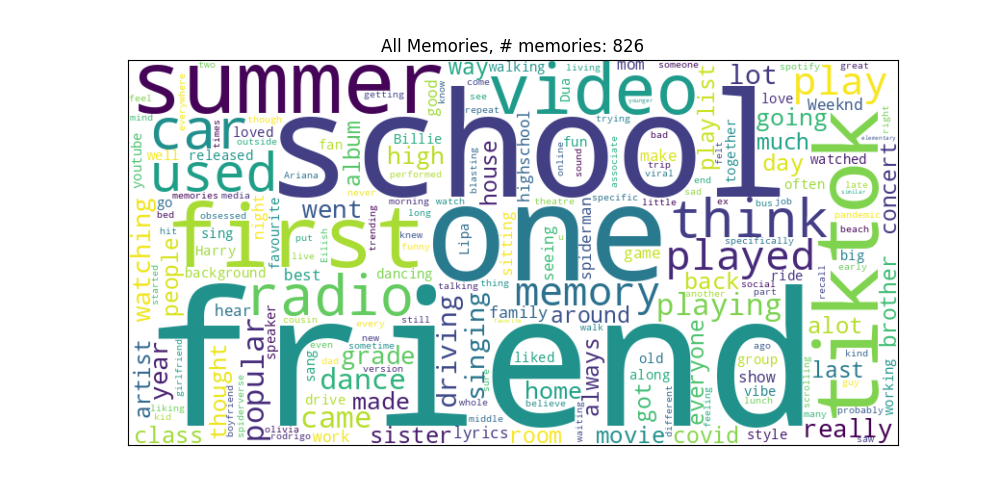 All Memories, # memories: 826
two
summer
getting
know
good
way
walking
come
see
repeat
living
Dua
mom
someone
video
younger
trying
playlist
lot
love
spotify
great
play
Weeknd
going
much
right
elementary
feel
mind
everywhere
though
car
times
loved
outside
youtube
well
released
used
album
fan
Billie
high
performed
Ariana
never
school
blasting
house
highschool
fun
online
sound
associate
bad
make
trip
viral
sad
end
felt
together
day
often
watched
late
similar
concert
tiktok
memories
media
morning
watch
theatre
specific
little
ex
bus
job
pandemic
beach
go
bed
hit
obsessed
sing
Harry
night
favourite
went
put
Eilish
live
trending
knew
funny
long
first
one
Lipa
sitting
seeing
u
spiderman
game
think
played
specifically
big
early
watching
started
people
background
best
dancing
thing
back
another
social
part
ride
recall
brother
radio
hear
speaker
cousin
every
still
talking
driving
singing
family
memory
around
walk
playing
everyone
alot
artist
year
girlfriend
liking
kid
thought
boyfriend
spiderverse
popular
sang
even
dad
new
sometime
version
grade
dance
drive
came
made
whole
middle
friend
sure
liked
home
believe
waiting
always
old
along
got
different
feeling
ago
group
show
vibe
lunch
scrolling
many
last
kind
guy
probably
working
class
olivia
rodrigo
work
sister
lyrics
room
movie
covid
style
really
saw